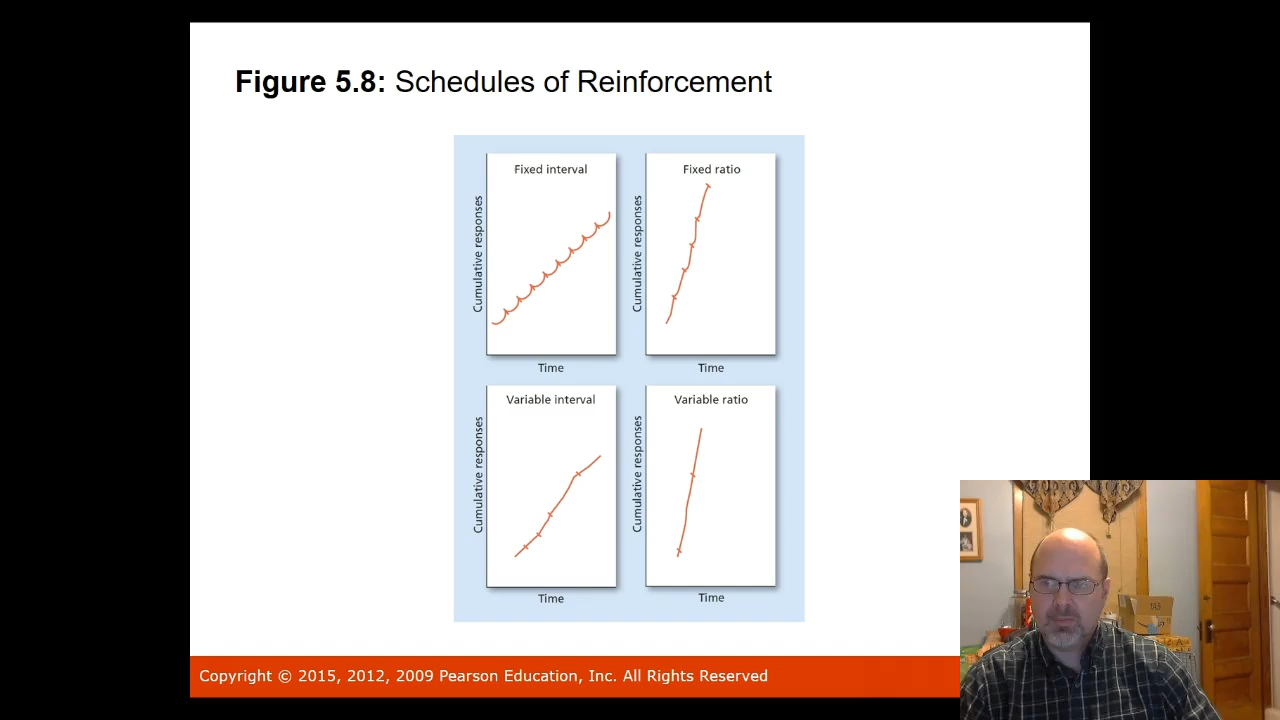 Figure 5.8: Schedules of Reinforcement
Fixed interval
Cumulative responses
Time
Fixed ratio
Cumulative responses
Time
Variable interval
Cumulative responses
Time
Variable ratio
Cumulative responses
Time
Copyright © 2015, 2012, 2009 Pearson Education, Inc. All Rights Reserved